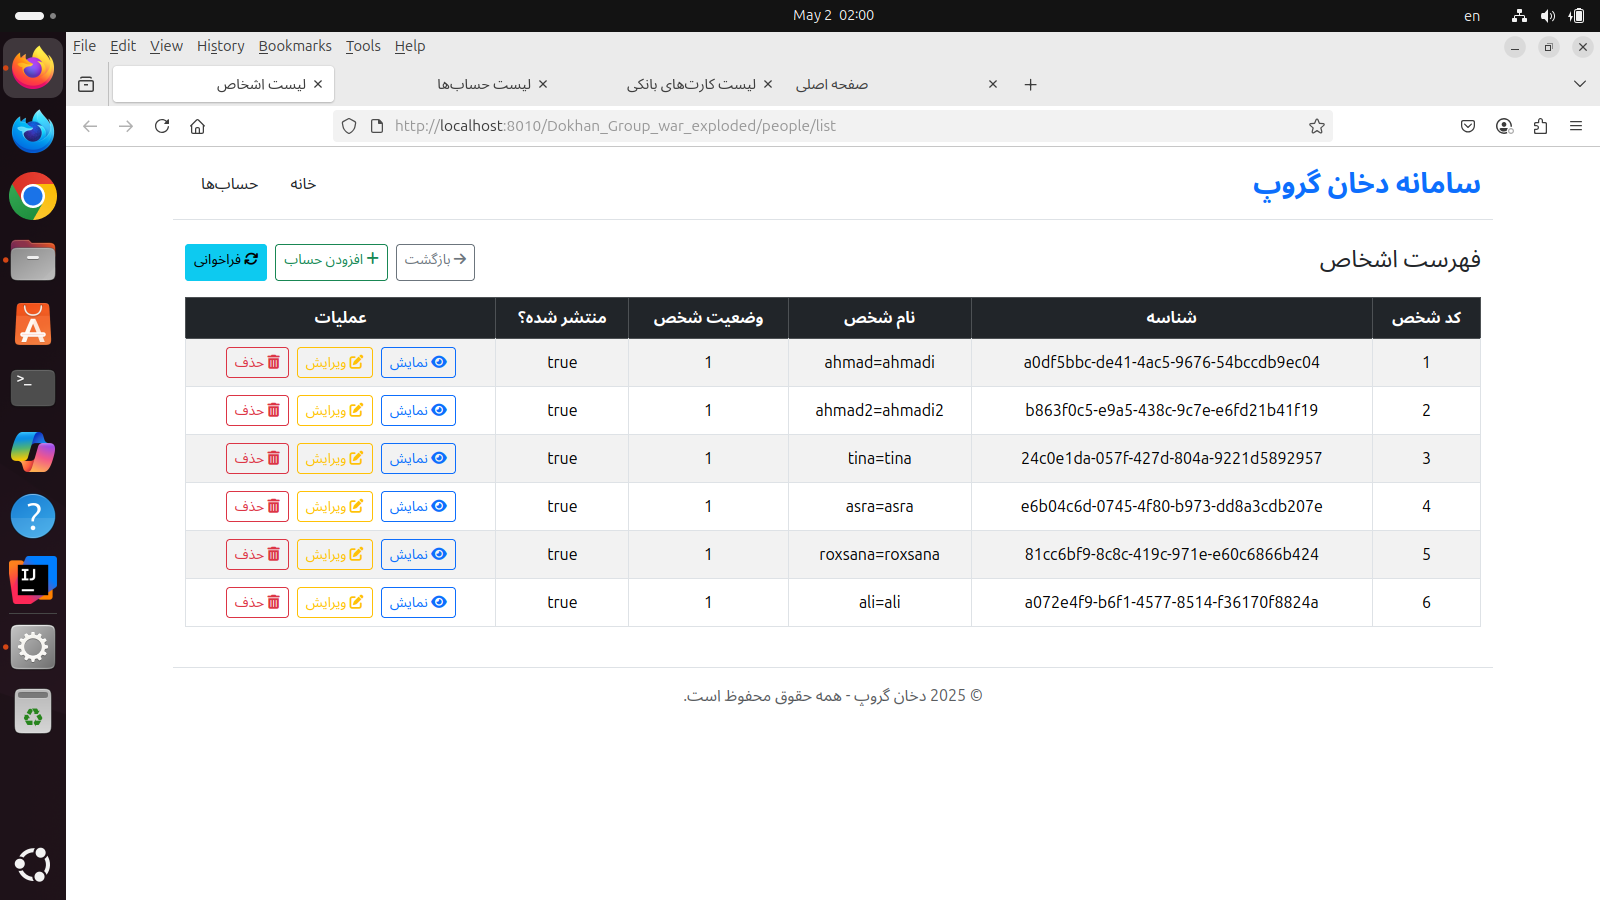 May 2 02:00
en
File Edit View History Bookmarks Tools Help
لیست اشخاص
لیست حساب‌ها
لیست کارت‌های بانکی
صفحه اصلی
http://localhost:8010/Dokhan_Group_war_exploded/people/list
سامانه دخان گروپ
خانه
حساب‌ها
فهرست اشخاص
بازگشت
افزودن حساب
فراخوانی
کد شخص شناسه نام شخص وضعیت شخص منتشر شده؟ عملیات
1 a0df5bbc-de41-4ac5-9676-54bccdb9ec04 ahmad=ahmadi 1 true نمایش ویرایش حذف
2 b863f0c5-e9a5-438c-9c7e-e6fd21b41f19 ahmad2=ahmadi2 1 true نمایش ویرایش حذف
3 24c0e1da-057f-427d-804a-9221d5892957 tina=tina 1 true نمایش ویرایش حذف
4 e6b04c6d-0745-4f80-b973-dd8a3cdb207e asra=asra 1 true نمایش ویرایش حذف
5 81cc6bf9-8c8c-419c-971e-e60c6866b424 roxsana=roxsana 1 true نمایش ویرایش حذف
6 a072e4f9-b6f1-4577-8514-f36170f8824a ali=ali 1 true نمایش ویرایش حذف
© 2025 دخان گروپ - همه حقوق محفوظ است.